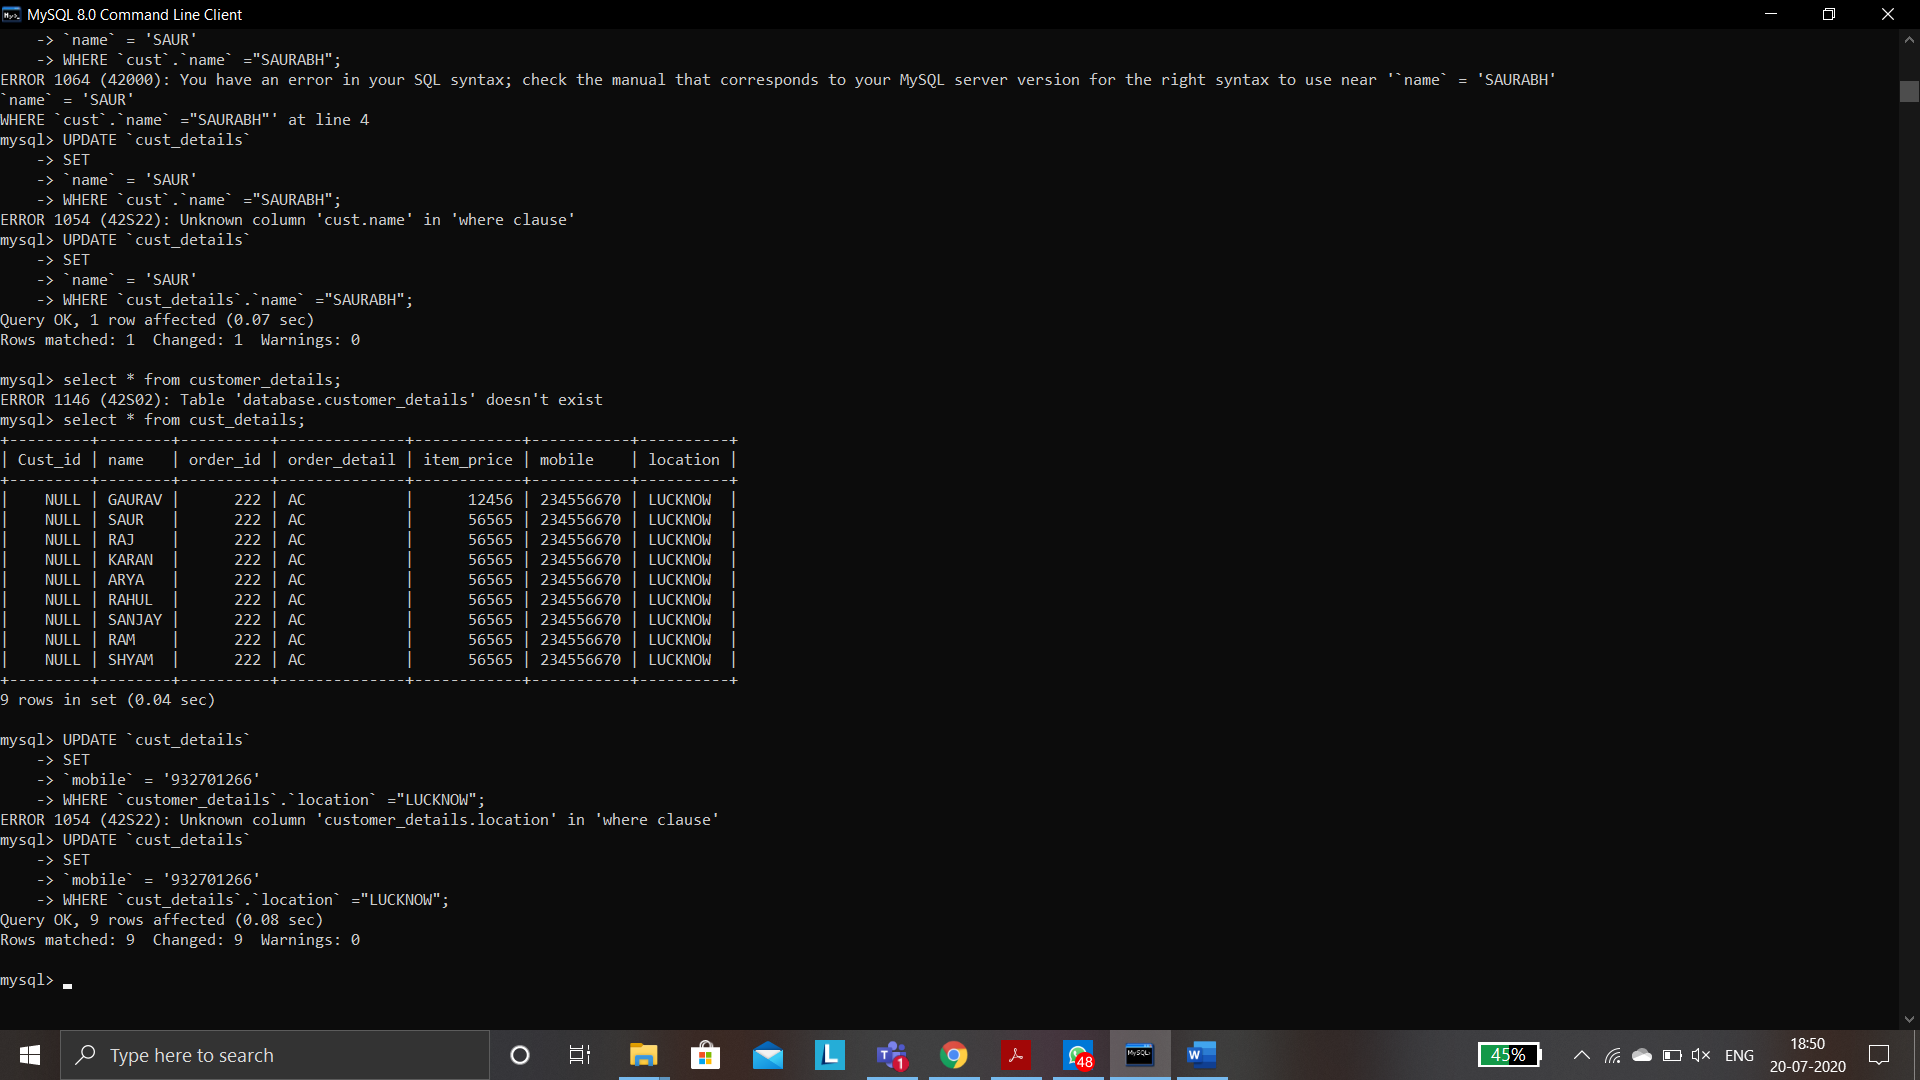 MySQL 8.0 Command Line Client
    -> `name` = 'SAUR'
    -> WHERE `cust`.`name` ="SAURABH";
ERROR 1064 (42000): You have an error in your SQL syntax; check the manual that corresponds to your MySQL server version for the right syntax to use near '`name` = 'SAURABH'
`name` = 'SAUR'
WHERE `cust`.`name` ="SAURABH"' at line 4
mysql> UPDATE `cust_details`
    -> SET
    -> `name` = 'SAUR'
    -> WHERE `cust`.`name` ="SAURABH";
ERROR 1054 (42S22): Unknown column 'cust.name' in 'where clause'
mysql> UPDATE `cust_details`
    -> SET
    -> `name` = 'SAUR'
    -> WHERE `cust_details`.`name` ="SAURABH";
Query OK, 1 row affected (0.07 sec)
Rows matched: 1  Changed: 1  Warnings: 0
mysql> select * from customer_details;
ERROR 1146 (42S02): Table 'database.customer_details' doesn't exist
mysql> select * from cust_details;
+---------+--------+----------+--------------+------------+-----------+----------+
| Cust_id | name   | order_id | order_detail | item_price | mobile    | location |
+---------+--------+----------+--------------+------------+-----------+----------+
|    NULL | GAURAV |      222 | AC           |      12456 | 234556670 | LUCKNOW  |
|    NULL | SAUR   |      222 | AC           |      56565 | 234556670 | LUCKNOW  |
|    NULL | RAJ    |      222 | AC           |      56565 | 234556670 | LUCKNOW  |
|    NULL | KARAN  |      222 | AC           |      56565 | 234556670 | LUCKNOW  |
|    NULL | ARYA   |      222 | AC           |      56565 | 234556670 | LUCKNOW  |
|    NULL | RAHUL  |      222 | AC           |      56565 | 234556670 | LUCKNOW  |
|    NULL | SANJAY |      222 | AC           |      56565 | 234556670 | LUCKNOW  |
|    NULL | RAM    |      222 | AC           |      56565 | 234556670 | LUCKNOW  |
|    NULL | SHYAM  |      222 | AC           |      56565 | 234556670 | LUCKNOW  |
+---------+--------+----------+--------------+------------+-----------+----------+
9 rows in set (0.04 sec)
mysql> UPDATE `cust_details`
    -> SET
    -> `mobile` = '932701266'
    -> WHERE `customer_details`.`location` ="LUCKNOW";
ERROR 1054 (42S22): Unknown column 'customer_details.location' in 'where clause'
mysql> UPDATE `cust_details`
    -> SET
    -> `mobile` = '932701266'
    -> WHERE `cust_details`.`location` ="LUCKNOW";
Query OK, 9 rows affected (0.08 sec)
Rows matched: 9  Changed: 9  Warnings: 0
mysql>
Type here to search
L
T
1
48
MySQL
W
45%
ENG
18:50
20-07-2020